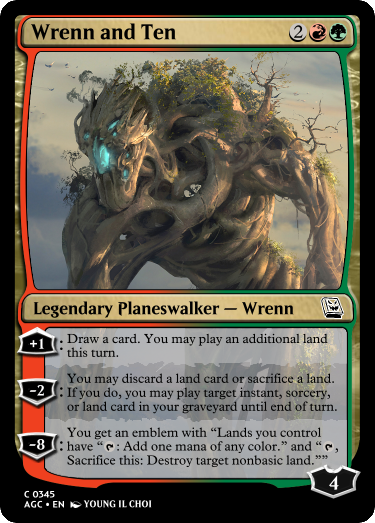 Wrenn and Ten 2
Legendary Planeswalker — Wrenn
+1: Draw a card. You may play an additional land
this turn.
You may discard a land card or sacrifice a land.
-2: If you do, you may play target instant, sorcery,
or land card in your graveyard until end of turn.
You get an emblem with “Lands you control
-8: have “: Add one mana of any color.” and “,
Sacrifice this: Destroy target nonbasic land.””
4
C 0345
AGC • EN YOUNG IL CHOI